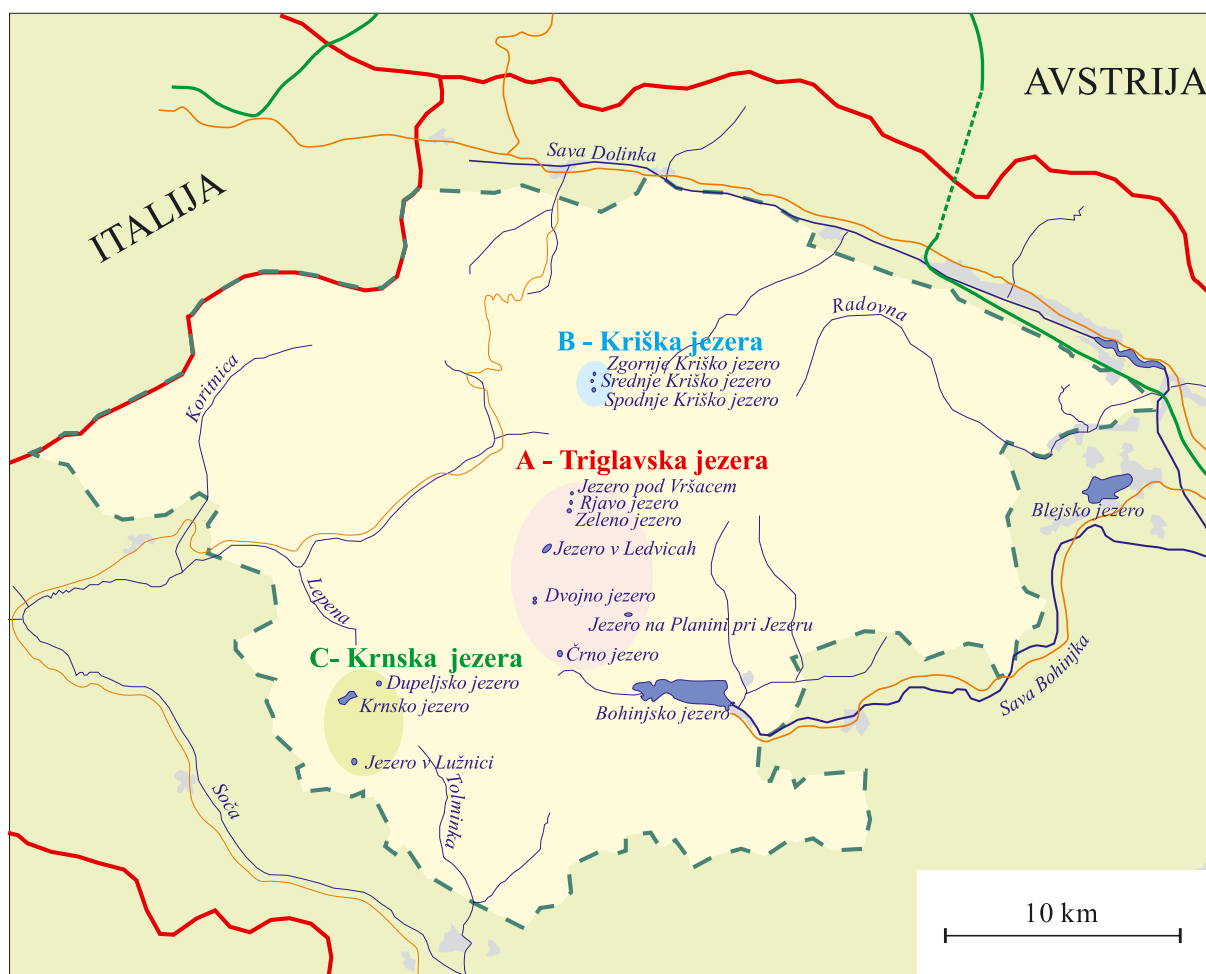 AVSTRIJA
Sava Dolinka
ITALIJA
Radovna
B - Kriška jezera
Zgornje Kriško jezero
Srednje Kriško jezero
Spodnje Kriško jezero
Koritnica
A - Triglavska jezera
Jezero pod Vršacem
Rjavo jezero
Zeleno jezero
Blejsko jezero
Jezero v Ledvicah
Lepena
Dvojno jezero
Jezero na Planini pri Jezeru
Črno jezero
C- Krnska jezera
Dupeljsko jezero
Krnsko jezero
Bohinjsko jezero
Sava Bohinjka
Jezero v Lužnici
Soča
Tolminka
10 km